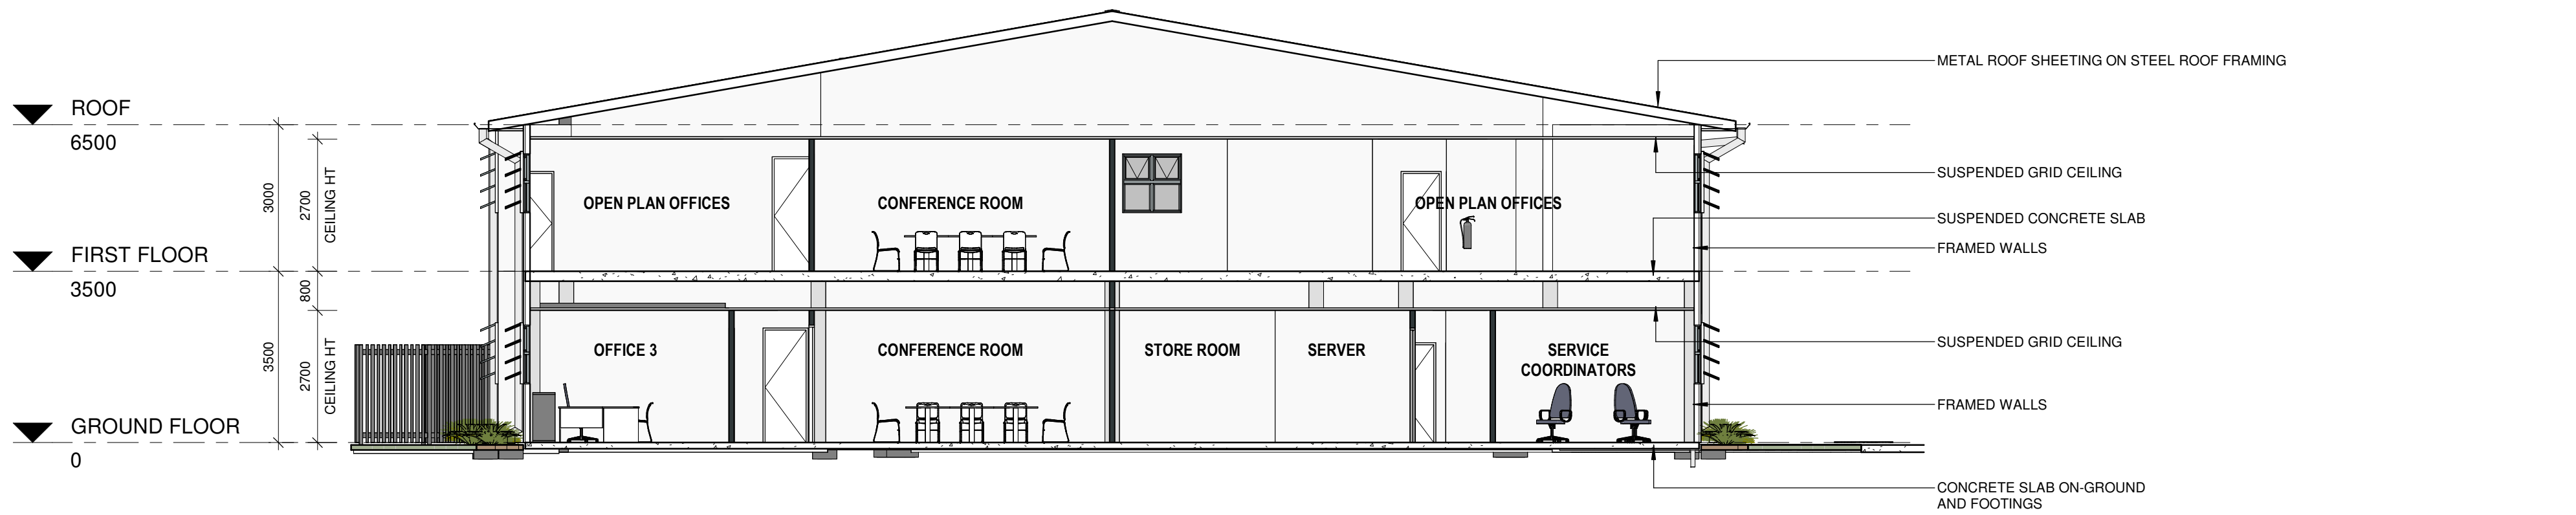 METAL ROOF SHEETING ON STEEL ROOF FRAMING
ROOF
6500
3000
2700
CEILING HT
OPEN PLAN OFFICES
CONFERENCE ROOM
OPEN PLAN OFFICES
SUSPENDED GRID CEILING
SUSPENDED CONCRETE SLAB
FRAMED WALLS
FIRST FLOOR
3500
800
3500
2700
CEILING HT
OFFICE 3
CONFERENCE ROOM
STORE ROOM
SERVER
SERVICE
COORDINATORS
SUSPENDED GRID CEILING
FRAMED WALLS
GROUND FLOOR
0
CONCRETE SLAB ON-GROUND
AND FOOTINGS